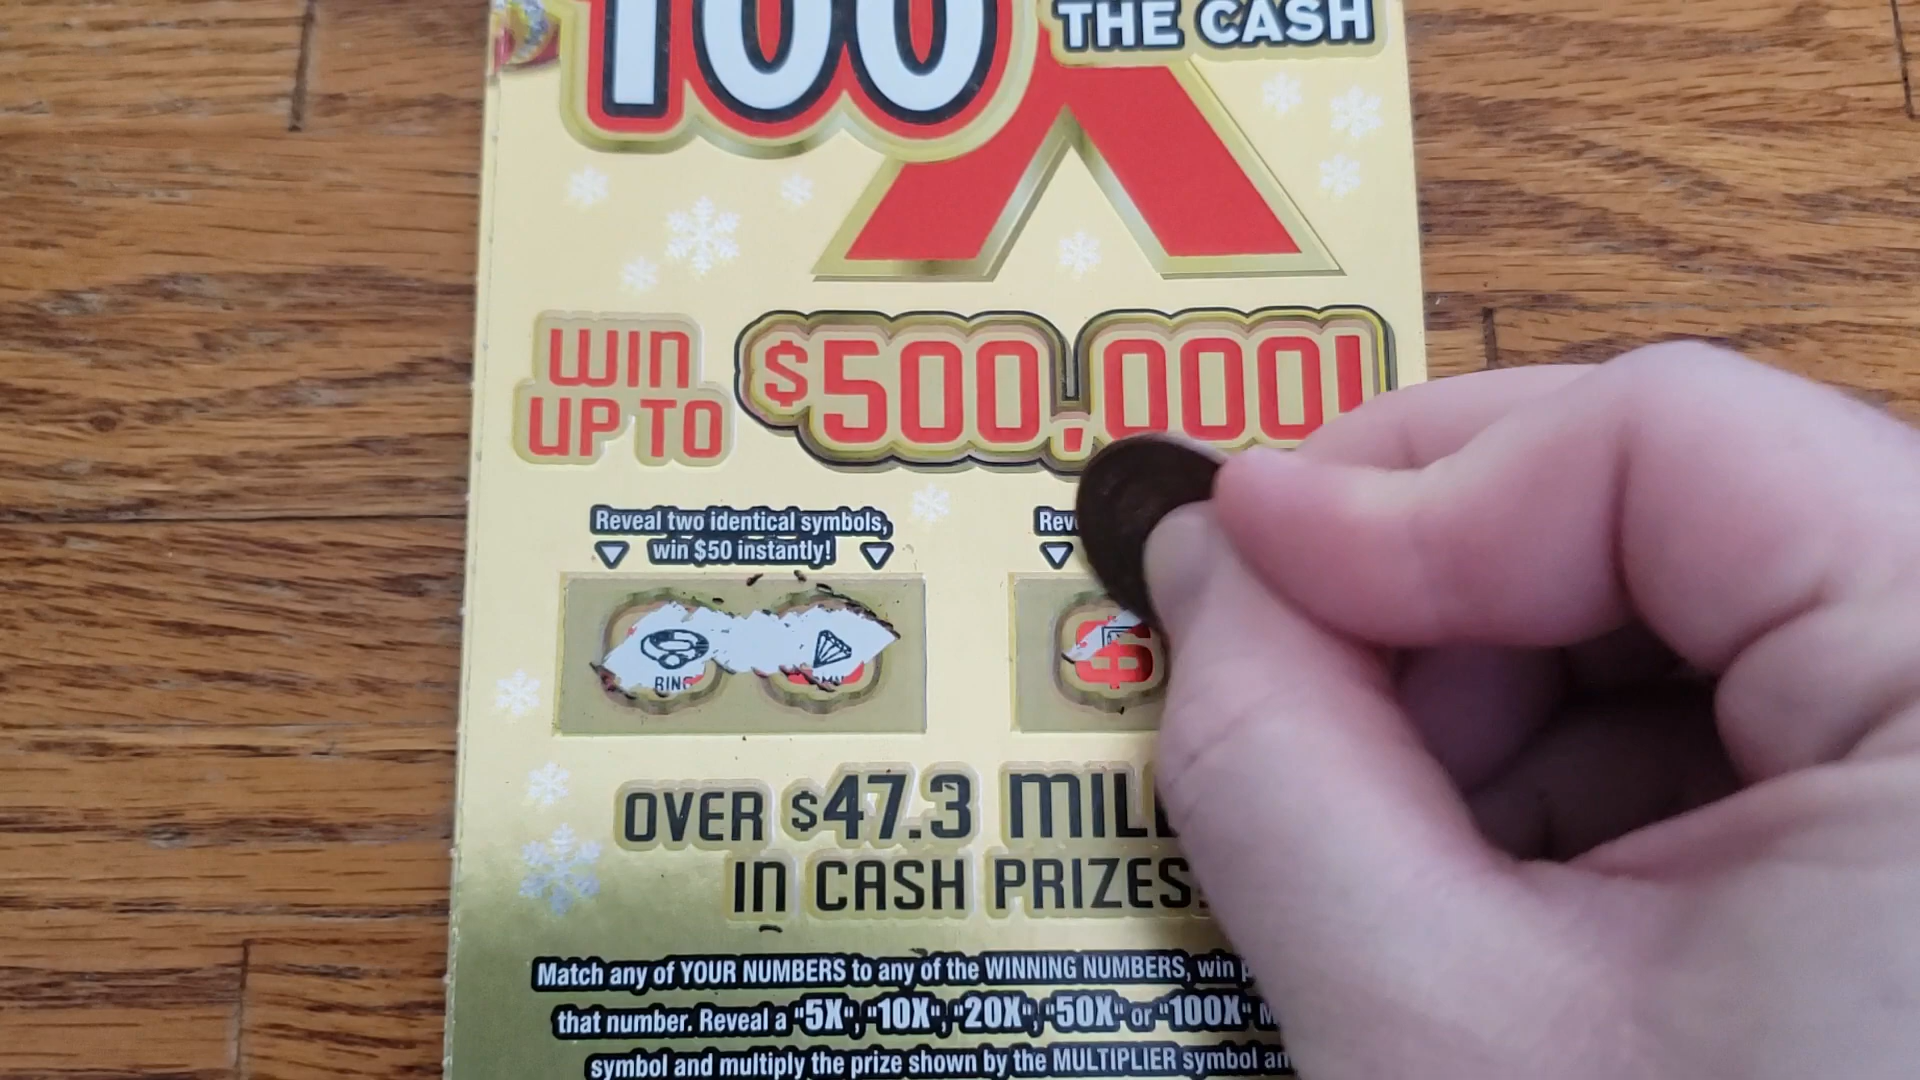 100X
THE CASH
WIN
UP TO
$500,000!
Reveal two identical symbols,
win $50 instantly!
RING
$
OVER $47.3
IN CASH PRIZES
Match any of YOUR NUMBERS to any of the WINNING NUMBERS, win
that number. Reveal a "5X", "10X", "20X", "50X" or "100X"
symbol and multiply the prize shown by the MULTIPLIER symbol